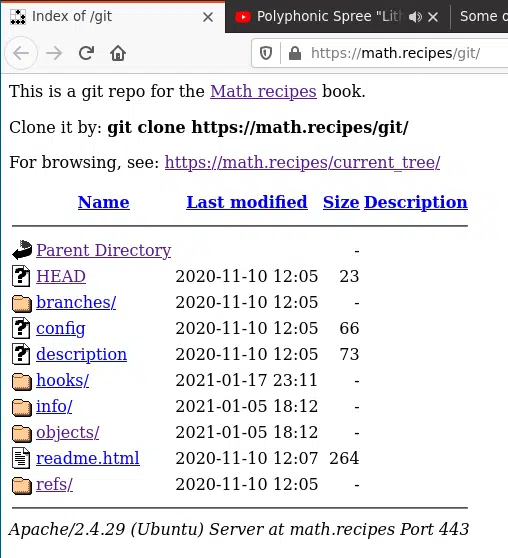 Index of /git
Polyphonic Spree "Lit
Some o
https://math.recipes/git/
This is a git repo for the Math recipes book.
Clone it by: git clone https://math.recipes/git/
For browsing, see: https://math.recipes/current_tree/
Name Last modified Size Description
Parent Directory -
HEAD 2020-11-10 12:05 23
branches/ 2020-11-10 12:05 -
config 2020-11-10 12:05 66
description 2020-11-10 12:05 73
hooks/ 2021-01-17 23:11 -
info/ 2021-01-05 18:12 -
objects/ 2021-01-05 18:12 -
readme.html 2020-11-10 12:07 264
refs/ 2020-11-10 12:05 -
Apache/2.4.29 (Ubuntu) Server at math.recipes Port 443